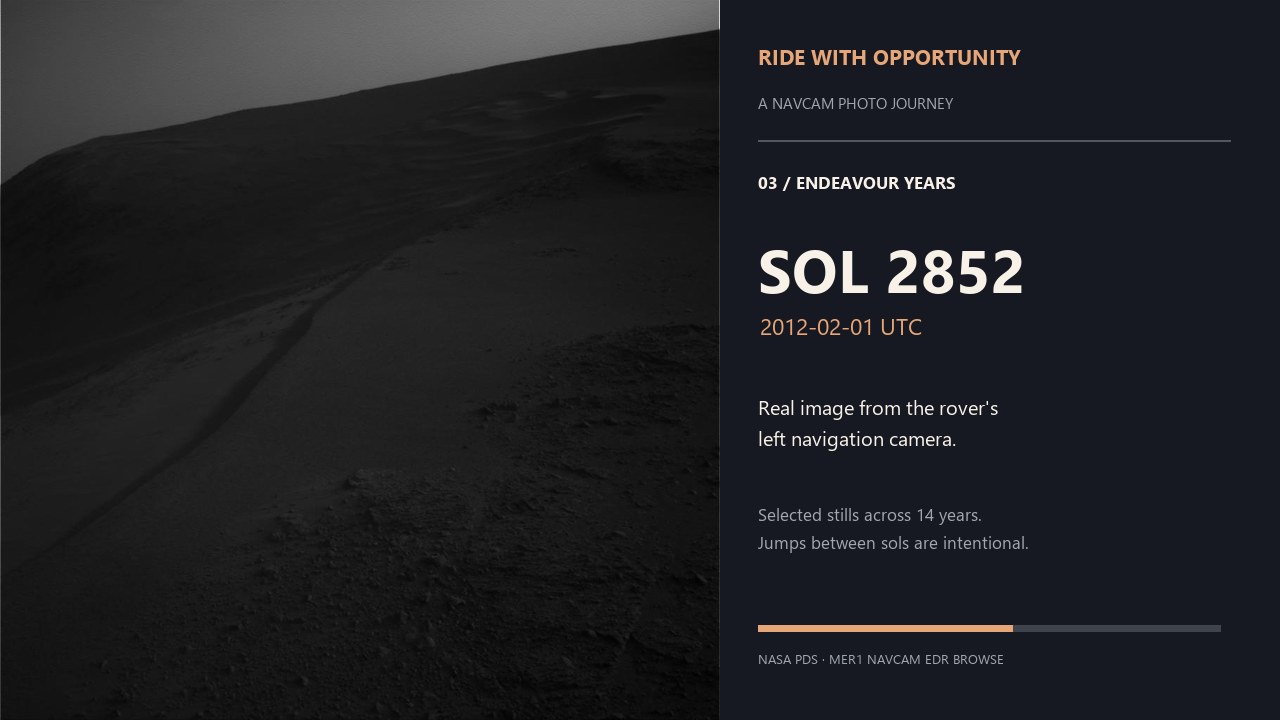 RIDE WITH OPPORTUNITY
A NAVCAM PHOTO JOURNEY
03 / ENDEAVOUR YEARS
SOL 2852
2012-02-01 UTC
Real image from the rover's
left navigation camera.
Selected stills across 14 years.
Jumps between sols are intentional.
NASA PDS · MER1 NAVCAM EDR BROWSE